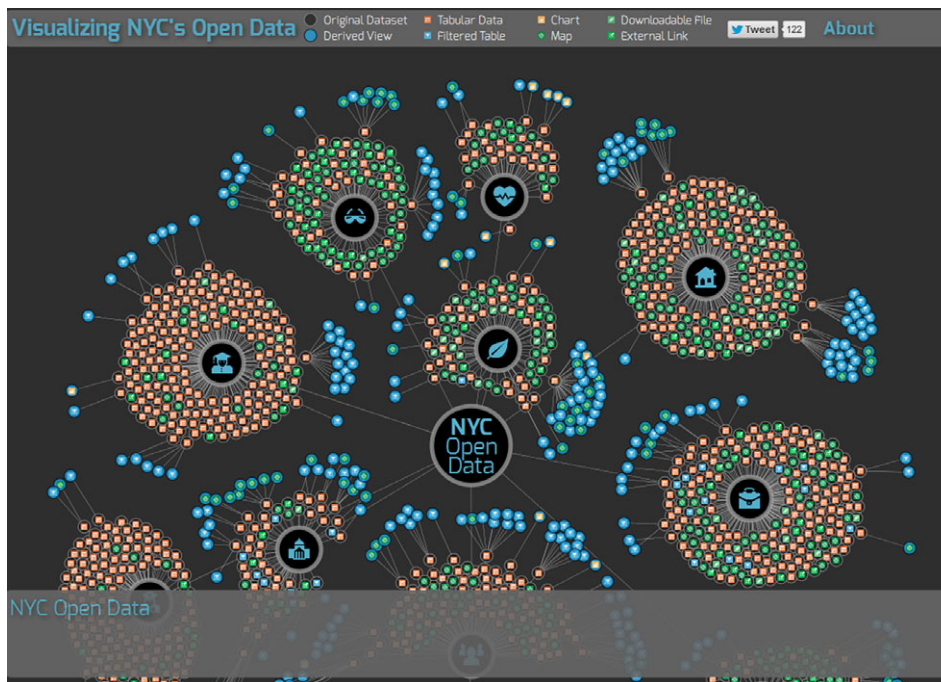 Visualizing NYC's Open Data
Original Dataset
Derived View
Tabular Data
Filtered Table
Chart
Map
Downloadable File
External Link
Tweet
122
About
NYC
Open
Data
NYC Open Data